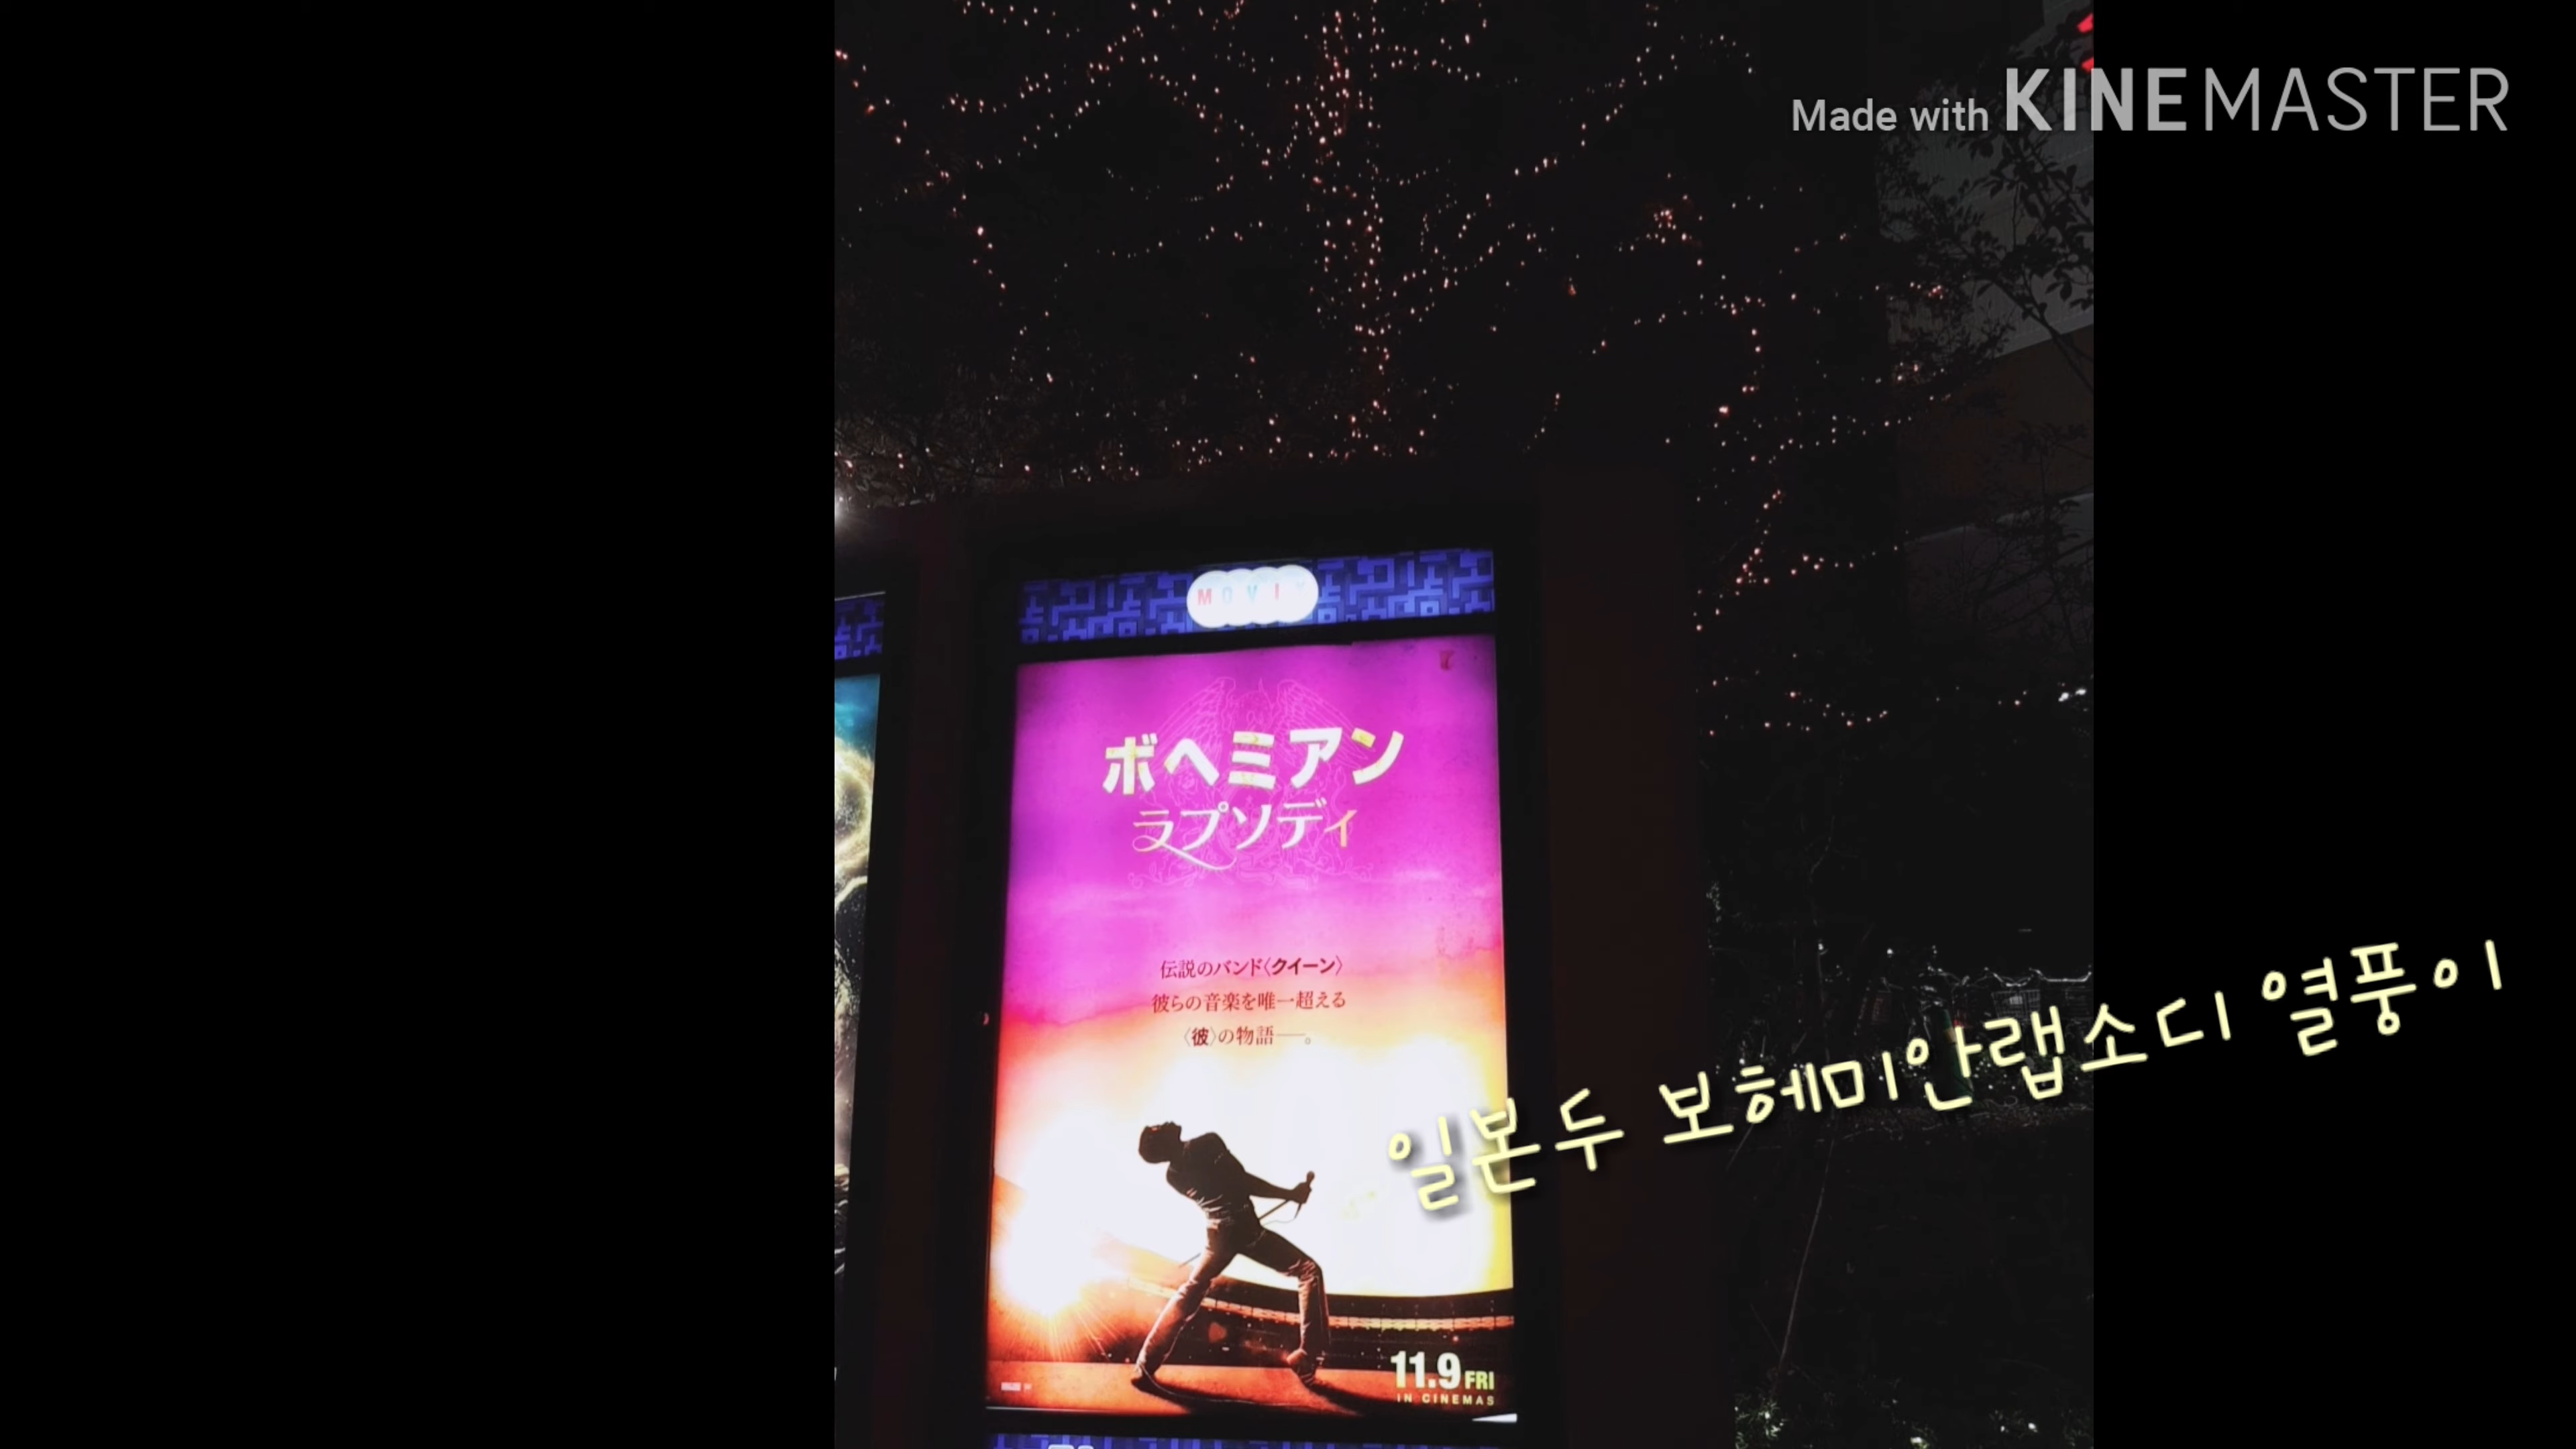 Made with KINEMASTER
MOVI
ボヘミアン
ラプソディ
伝説のバンド〈クイーン〉
彼らの音楽を唯一超える
〈彼〉の物語──。
일본두 보헤미안랩소디 열풍이
11.9 FRI
IN CINEMAS